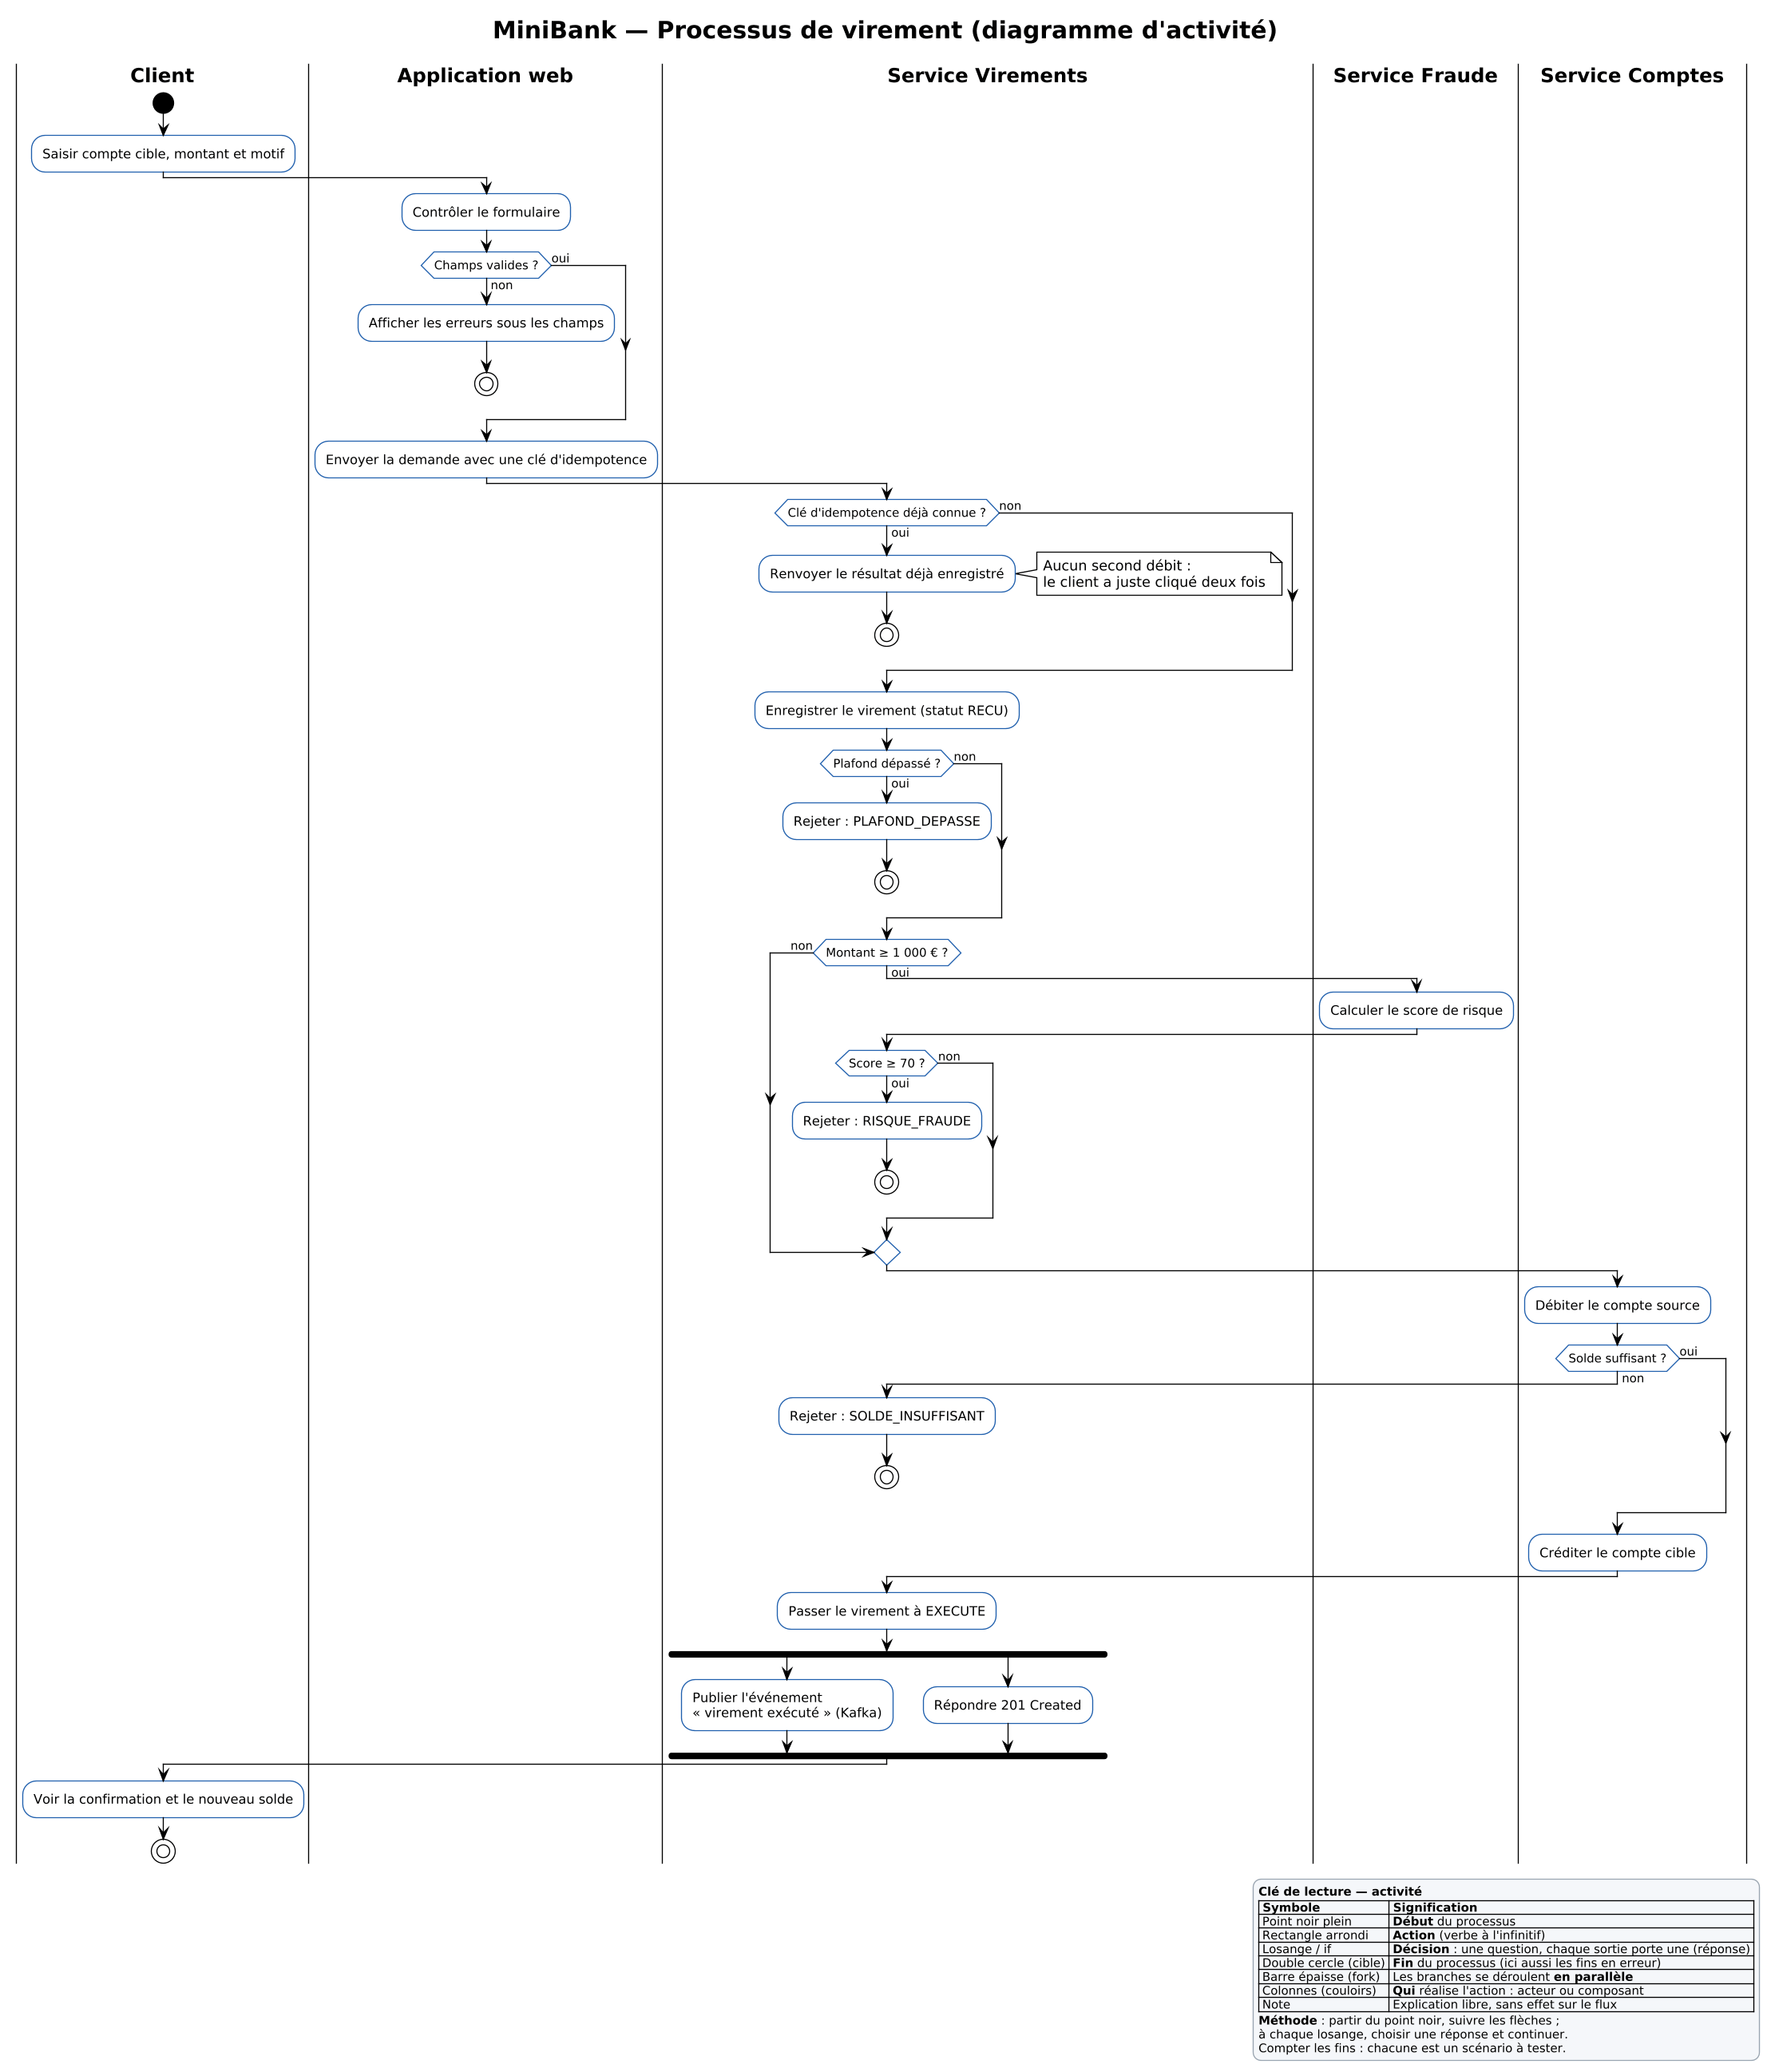 MiniBank — Processus de virement (diagramme d'activité)
Client
Application web
Service Virements
Service Fraude
Service Comptes
Saisir compte cible, montant et motif
Contrôler le formulaire
Champs valides ?
oui
non
Afficher les erreurs sous les champs
Envoyer la demande avec une clé d'idempotence
Clé d'idempotence déjà connue ?
non
oui
Renvoyer le résultat déjà enregistré
Aucun second débit :
le client a juste cliqué deux fois
Enregistrer le virement (statut RECU)
Plafond dépassé ?
non
oui
Rejeter : PLAFOND_DEPASSE
non
Montant ≥ 1 000 € ?
oui
Calculer le score de risque
Score ≥ 70 ?
non
oui
Rejeter : RISQUE_FRAUDE
Débiter le compte source
Solde suffisant ?
oui
non
Rejeter : SOLDE_INSUFFISANT
Créditer le compte cible
Passer le virement à EXECUTE
Publier l'événement
« virement exécuté » (Kafka)
Répondre 201 Created
Voir la confirmation et le nouveau solde
Clé de lecture — activité
Symbole Signification
Point noir plein Début du processus
Rectangle arrondi Action (verbe à l'infinitif)
Losange / if Décision : une question, chaque sortie porte une (réponse)
Double cercle (cible) Fin du processus (ici aussi les fins en erreur)
Barre épaisse (fork) Les branches se déroulent en parallèle
Colonnes (couloirs) Qui réalise l'action : acteur ou composant
Note Explication libre, sans effet sur le flux
Méthode : partir du point noir, suivre les flèches ;
à chaque losange, choisir une réponse et continuer.
Compter les fins : chacune est un scénario à tester.